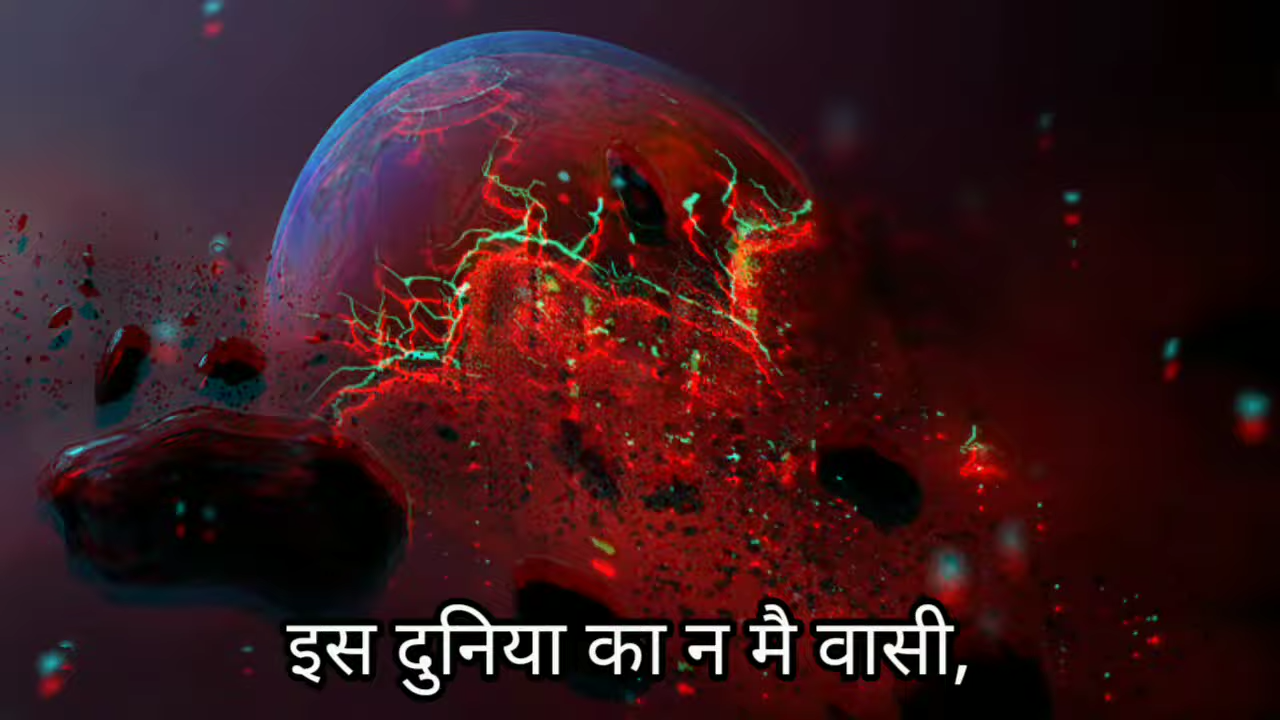 इस दुनिया का न मै वासी,